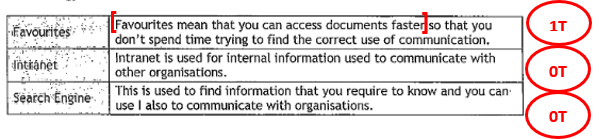 Favourites
Favourites mean that you can access documents faster so that you
don't spend time trying to find the correct use of communication.
1T
Intranet
Intranet is used for internal information used to communicate with
other organisations.
0T
Search Engine
This is used to find information that you require to know and you can
use I also to communicate with organisations.
0T